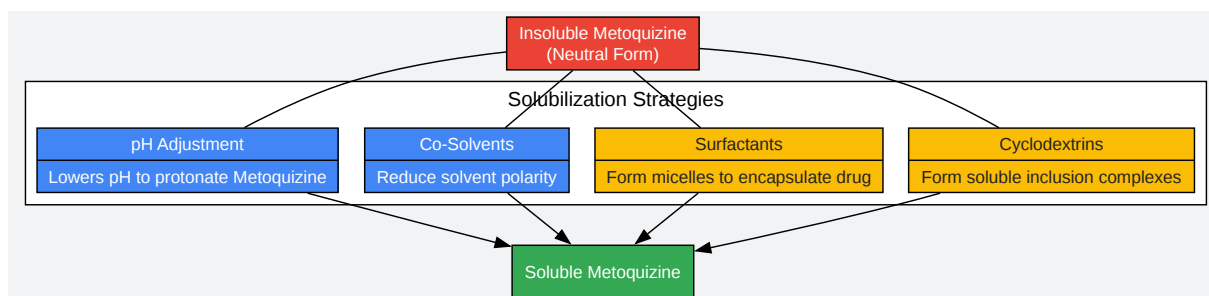 Insoluble Metoquizine
(Neutral Form)
Solubilization Strategies
pH Adjustment
Lowers pH to protonate Metoquizine
Co-Solvents
Reduce solvent polarity
Surfactants
Form micelles to encapsulate drug
Cyclodextrins
Form soluble inclusion complexes
Soluble Metoquizine